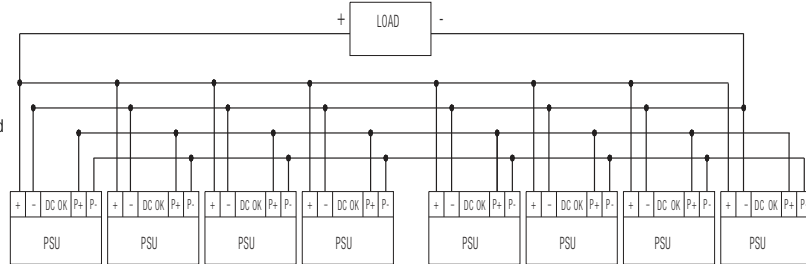 + LOAD -
d
+ - DC OK P+ P- + - DC OK P+ P- + - DC OK P+ P- + - DC OK P+ P- + - DC OK P+ P- + - DC OK P+ P- + - DC OK P+ P- + - DC OK P+ P-
PSU PSU PSU PSU PSU PSU PSU PSU